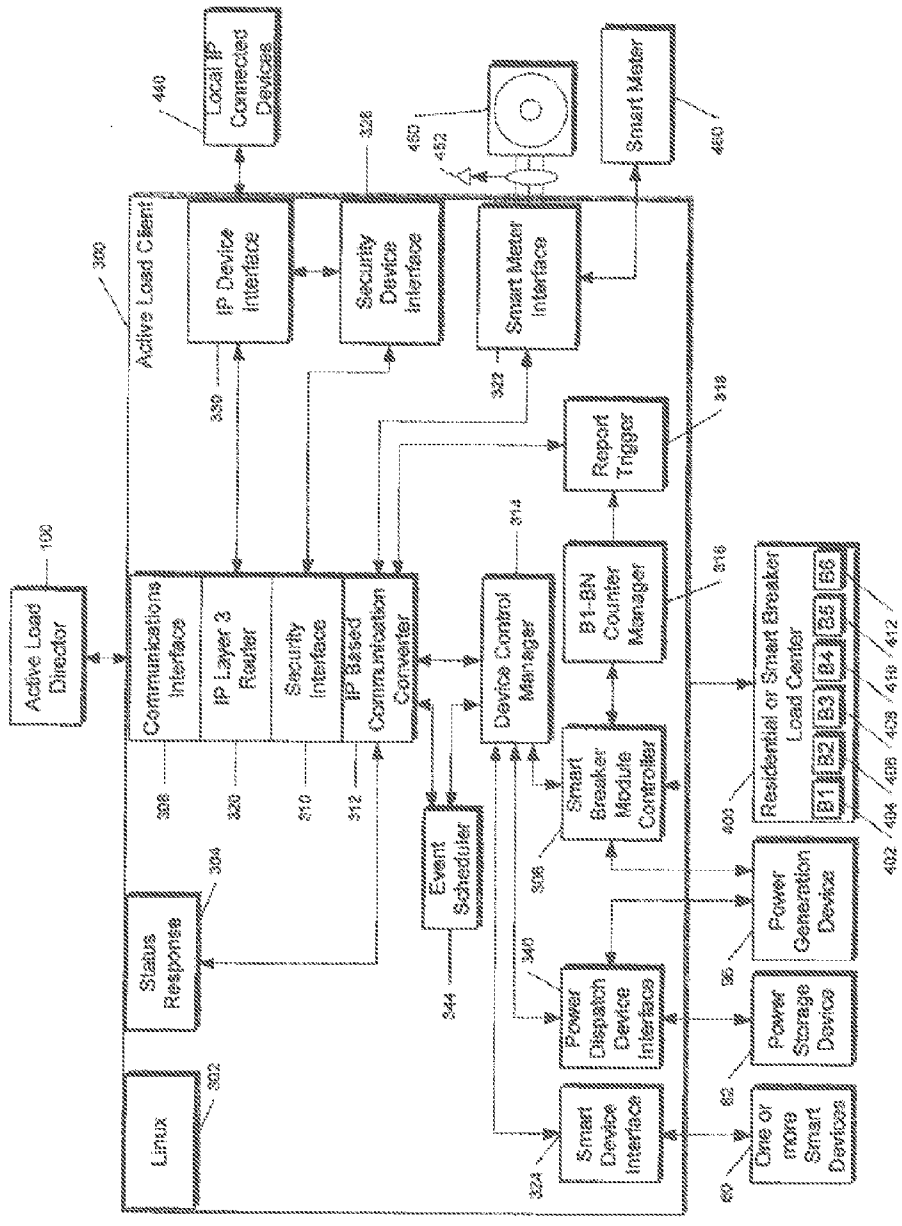 Active Load
Director
100
300
Active Load Client
Linux
302
Status
Response
304
Communications
Interface
308
IP Layer 3
Router
320
Security
Interface
310
IP Based
Communication
Converter
312
IP Device
Interface
330
Local IP
Connected
Devices
440
Security
Device
Interface
328
Event
Scheduler
344
Device Control
Manager
314
Smart Meter
Interface
322
452
Smart Meter
460
Smart
Device
Interface
324
Power
Dispatch
Device
Interface
340
Smart
Breaker
Module
Controller
306
B1-BN
Counter
Manager
316
Report
Trigger
318
One or
more
Smart
Devices
60
Power
Storage
Device
62
Power
Generation
Device
96
Residential or Smart Breaker
Load Center
400
B1 B2 B3 B4 B5 B6
402
404
406
408
410
412